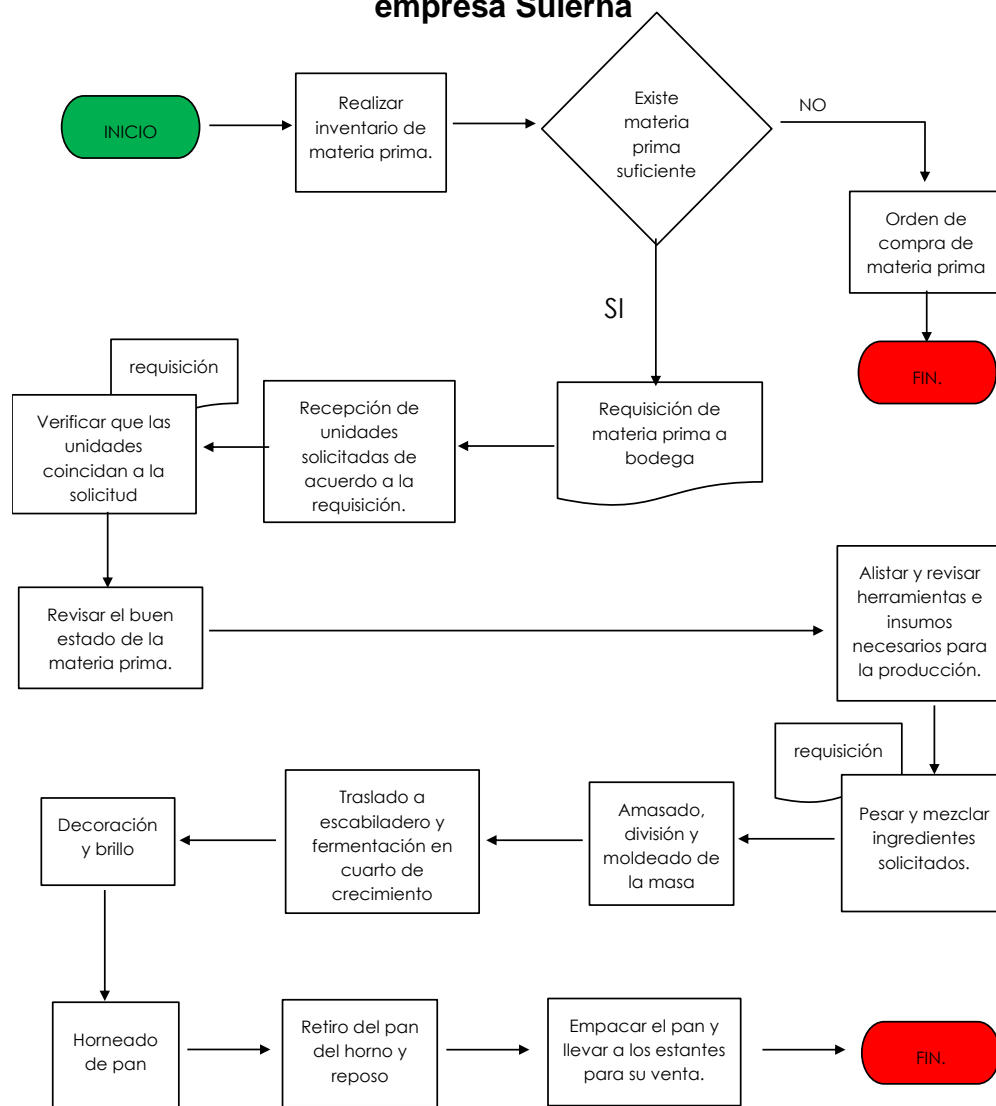 empresa Sulerna
INICIO
Realizar
inventario de
materia prima.
Existe
materia
prima
suficiente
NO
Orden de
compra de
materia prima
FIN.
SI
Requisición de
materia prima a
bodega
Recepción de
unidades
solicitadas de
acuerdo a la
requisición.
requisición
Verificar que las
unidades
coincidan a la
solicitud
Revisar el buen
estado de la
materia prima.
Alistar y revisar
herramientas e
insumos
necesarios para
la producción.
requisición
Pesar y mezclar
ingredientes
solicitados.
Amasado,
división y
moldeado de
la masa
Traslado a
escabiladero y
fermentación en
cuarto de
crecimiento
Decoración
y brillo
Horneado
de pan
Retiro del pan
del horno y
reposo
Empacar el pan y
llevar a los estantes
para su venta.
FIN.